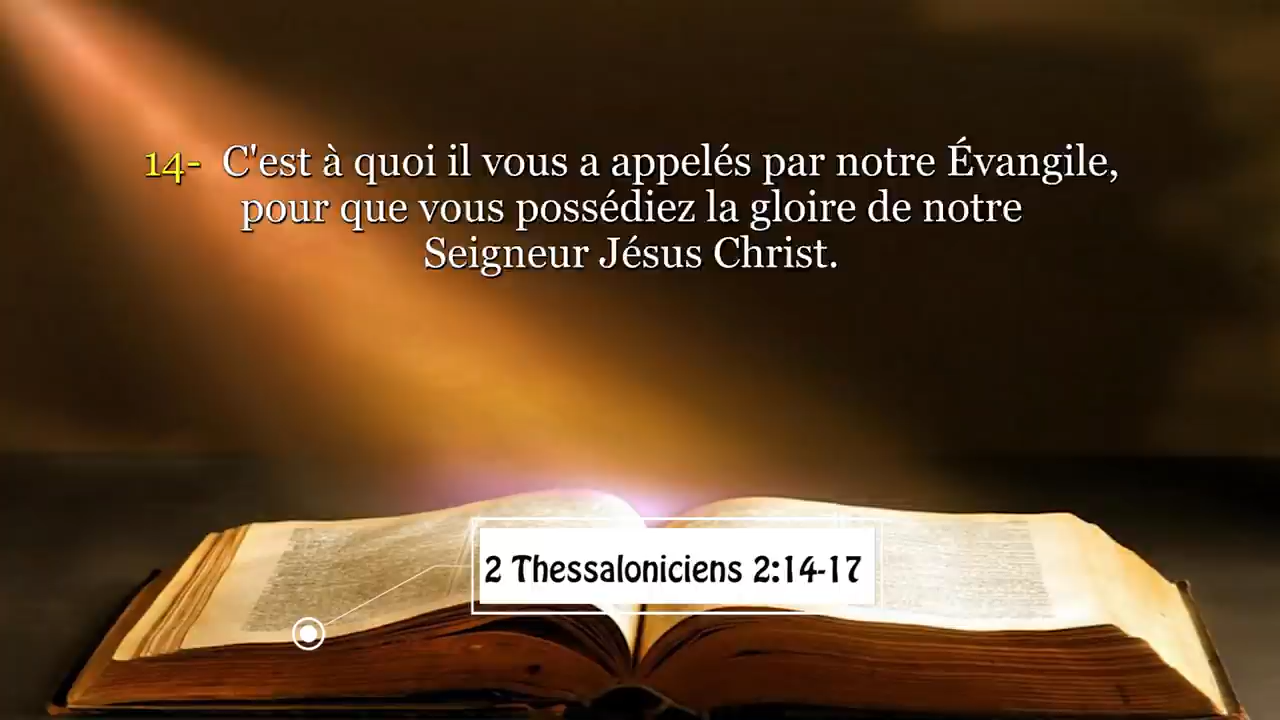 14- C'est à quoi il vous a appelés par notre Évangile,
pour que vous possédiez la gloire de notre
Seigneur Jésus Christ.
2 Thessaloniciens 2:14-17